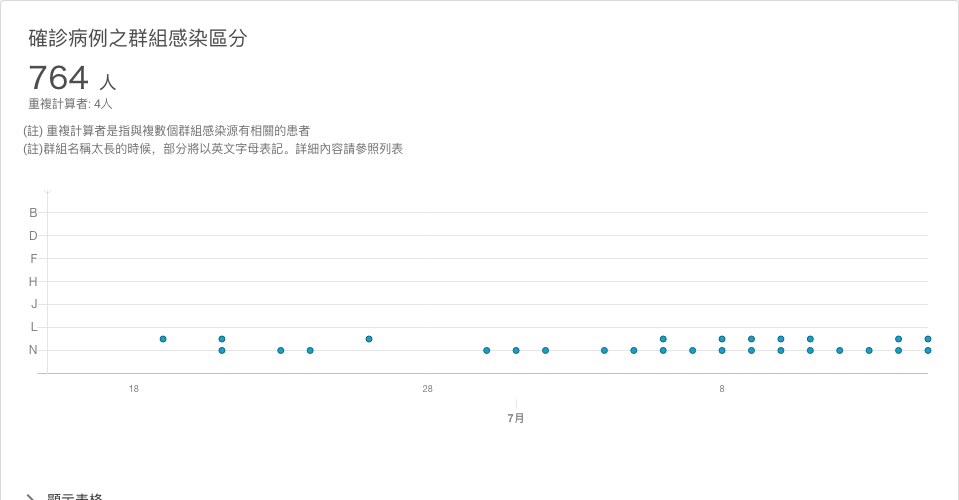 確診病例之群組感染區分
764 人
重複計算者: 4人
(註) 重複計算者是指與複數個群組感染源有相關的患者
(註)群組名稱太長的時候，部分將以英文字母表記。詳細內容請參照列表
B
D
F
H
J
L
N
18
28
8
7月
顯示表格